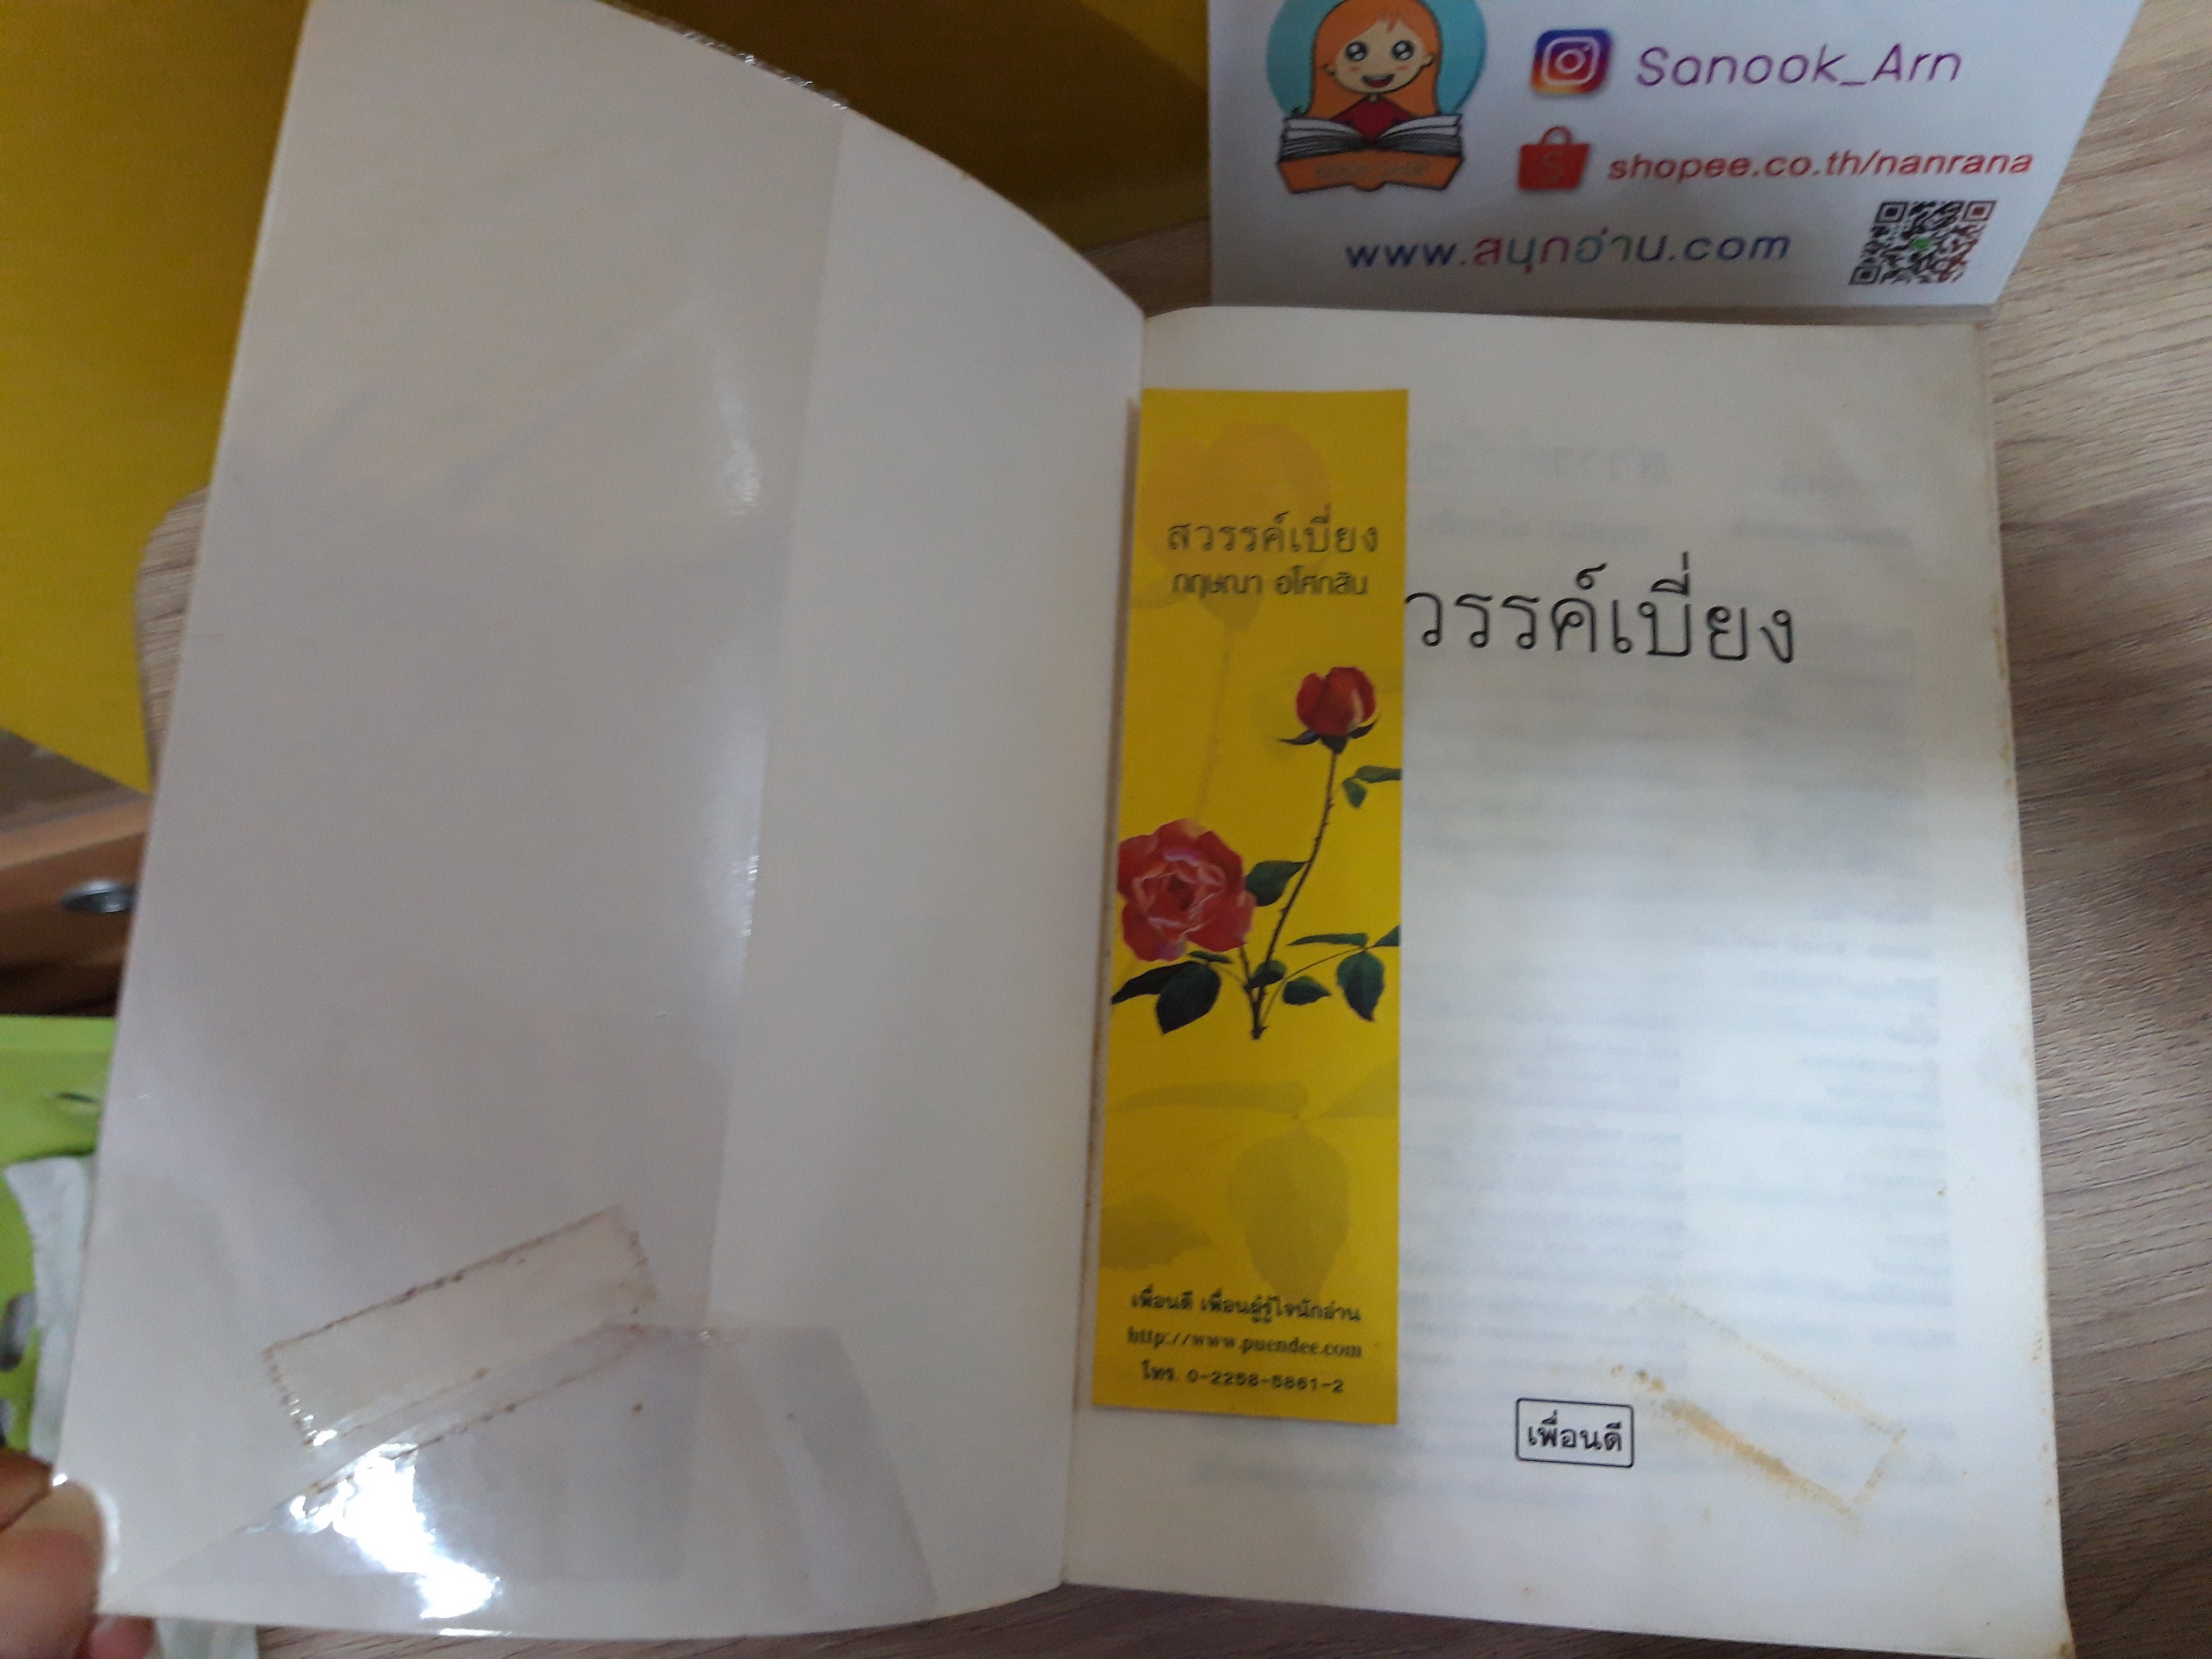 Sanook_Arn
shopee.co.th/nanrana
www.สนุกอ่าน.com
สวรรค์เบี่ยง
กฤษณา อโศกสิน
วรรค์เบี่ยง
เพื่อนดี เพื่อนผู้รู้ใจนักอ่าน
http://www.puendee.com
โทร. 0-2258-5861-2
เพื่อนดี